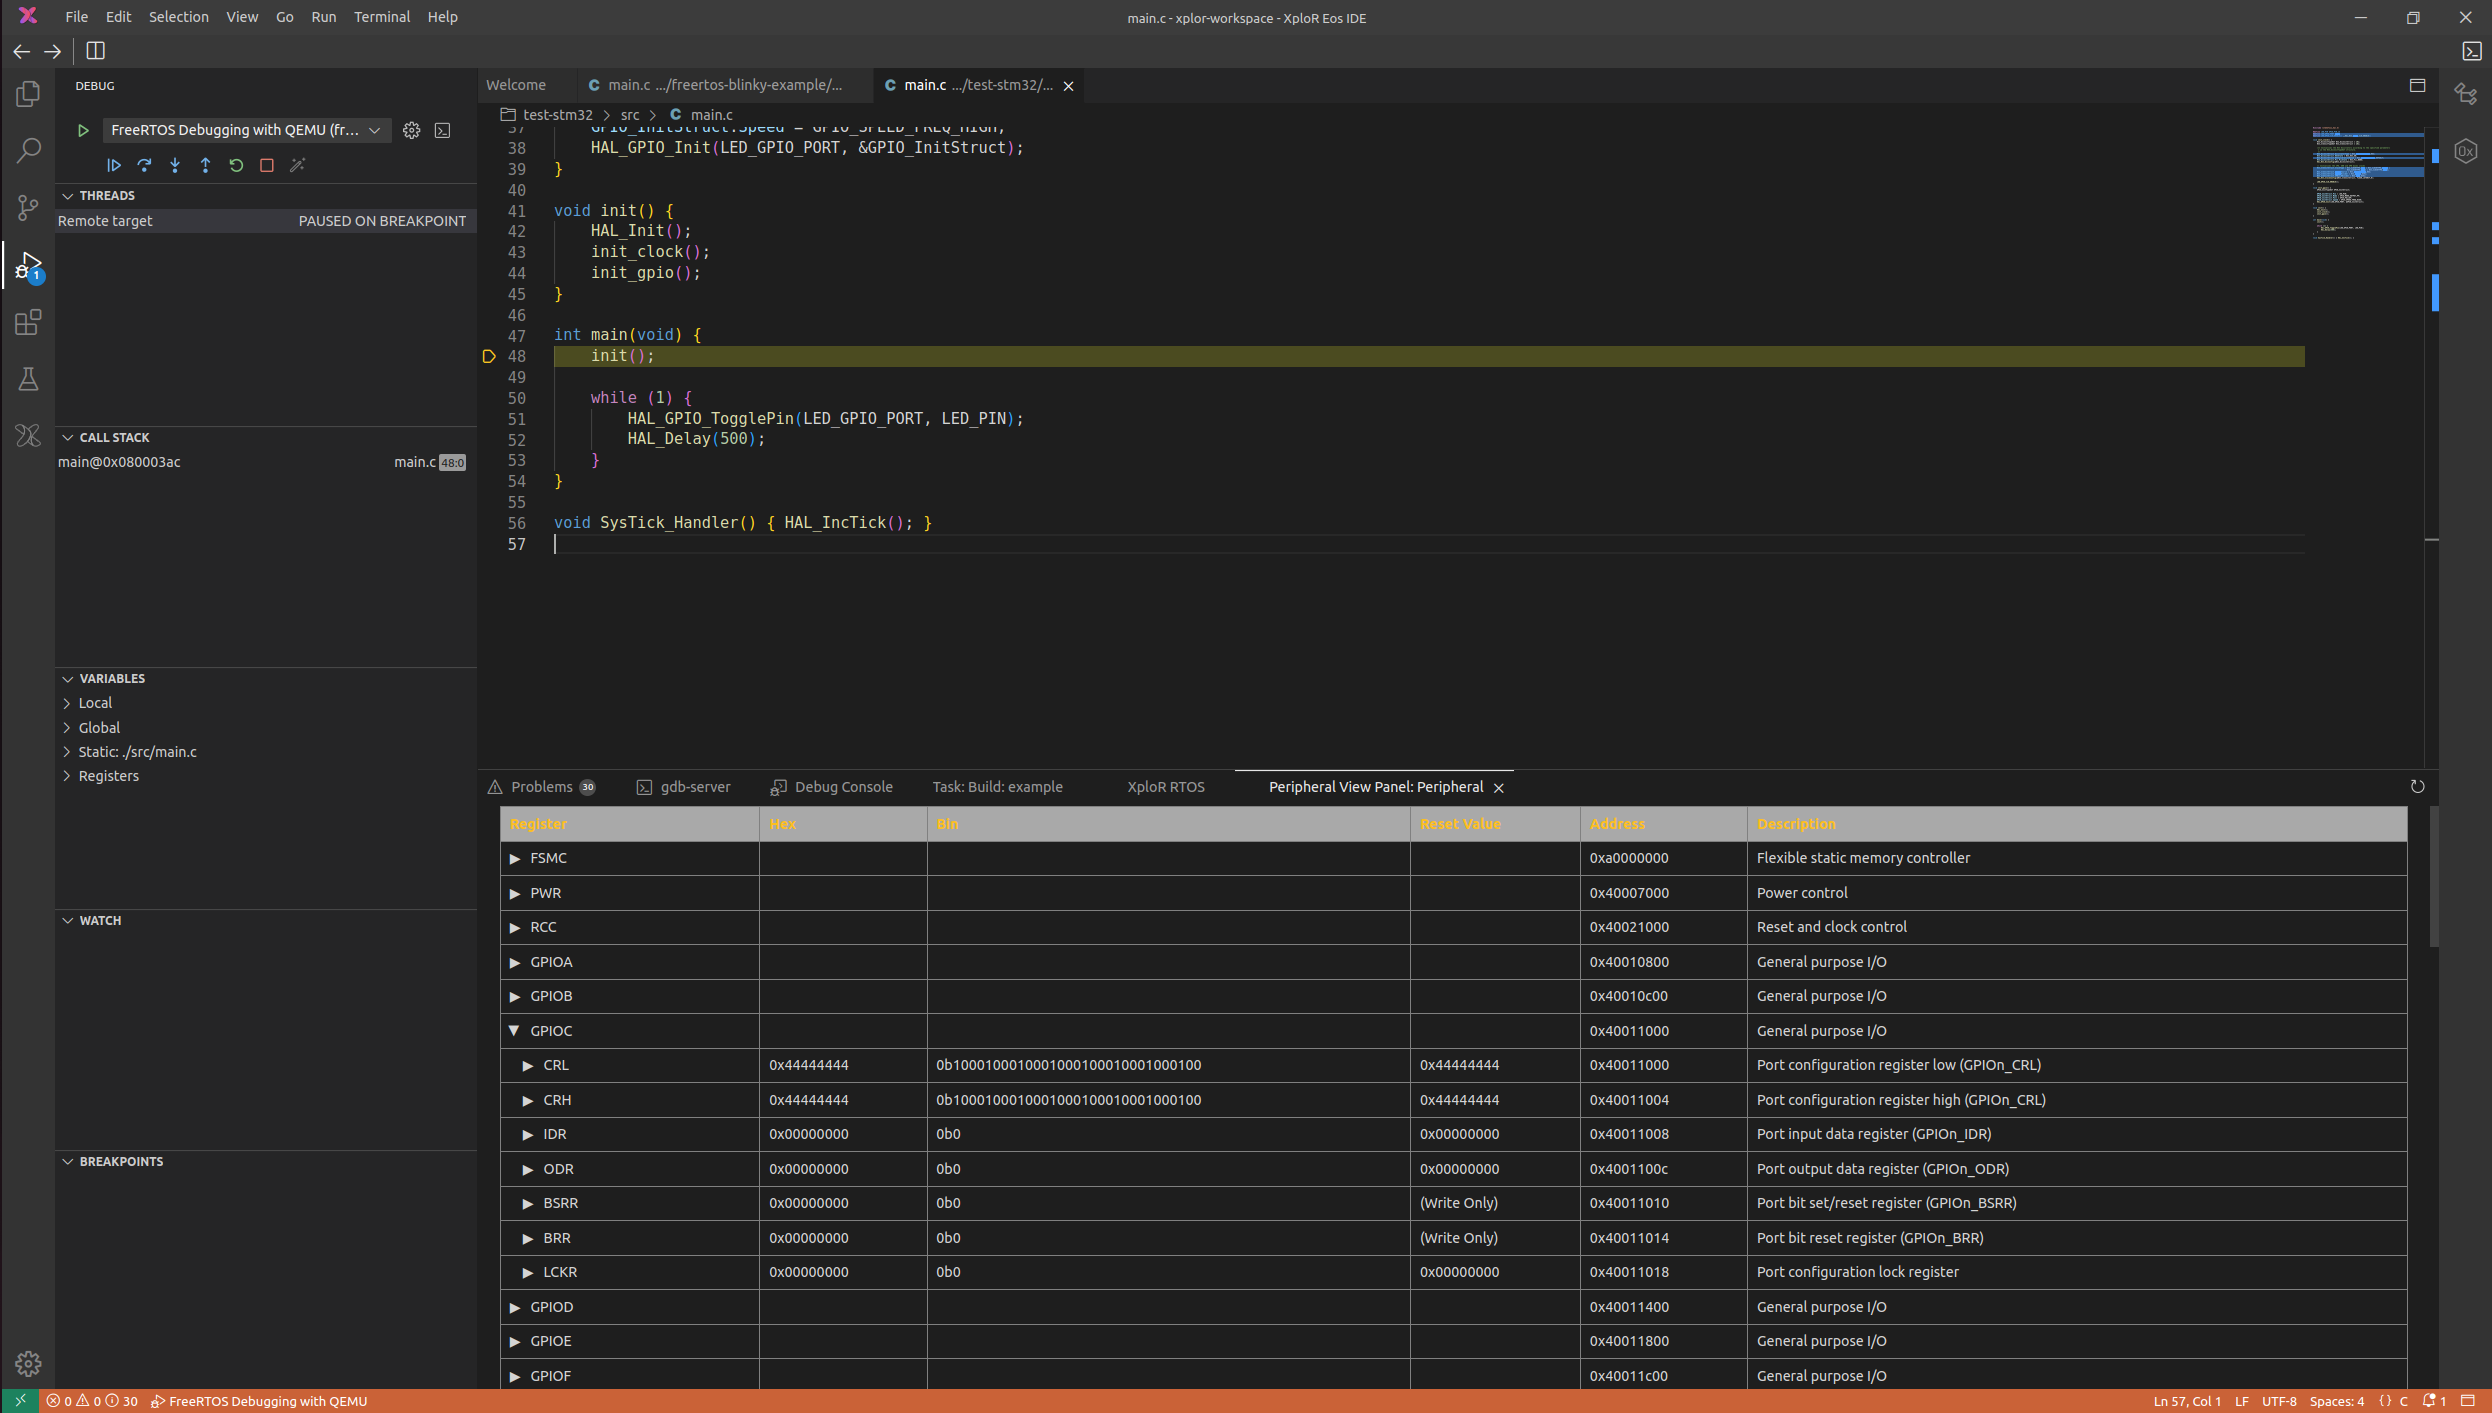 File Edit Selection View Go Run Terminal Help
main.c - xplor-workspace - XploR Eos IDE
DEBUG
FreeRTOS Debugging with QEMU (fr...
THREADS
Remote target PAUSED ON BREAKPOINT
CALL STACK
main@0x080003ac main.c 48:0
VARIABLES
Local
Global
Static: ./src/main.c
Registers
WATCH
BREAKPOINTS
1
Welcome C main.c .../freertos-blinky-example/... C main.c .../test-stm32/...
test-stm32 > src > C main.c
37 GPIO_InitStruct.Speed = GPIO_SPEED_FREQ_HIGH;
38 HAL_GPIO_Init(LED_GPIO_PORT, &GPIO_InitStruct);
39 }
40
41 void init() {
42 HAL_Init();
43 init_clock();
44 init_gpio();
45 }
46
47 int main(void) {
48 init();
49
50 while (1) {
51 HAL_GPIO_TogglePin(LED_GPIO_PORT, LED_PIN);
52 HAL_Delay(500);
53 }
54 }
55
56 void SysTick_Handler() { HAL_IncTick(); }
57
0x
Problems 30 gdb-server Debug Console Task: Build: example XploR RTOS Peripheral View Panel: Peripheral
Register Hex Bin Reset Value Address Description
FSMC 0xa0000000 Flexible static memory controller
PWR 0x40007000 Power control
RCC 0x40021000 Reset and clock control
GPIOA 0x40010800 General purpose I/O
GPIOB 0x40010c00 General purpose I/O
GPIOC 0x40011000 General purpose I/O
CRL 0x44444444 0b1000100010001000100010001000100 0x44444444 0x40011000 Port configuration register low (GPIOn_CRL)
CRH 0x44444444 0b1000100010001000100010001000100 0x44444444 0x40011004 Port configuration register high (GPIOn_CRL)
IDR 0x00000000 0b0 0x00000000 0x40011008 Port input data register (GPIOn_IDR)
ODR 0x00000000 0b0 0x00000000 0x4001100c Port output data register (GPIOn_ODR)
BSRR 0x00000000 0b0 (Write Only) 0x40011010 Port bit set/reset register (GPIOn_BSRR)
BRR 0x00000000 0b0 (Write Only) 0x40011014 Port bit reset register (GPIOn_BRR)
LCKR 0x00000000 0b0 0x00000000 0x40011018 Port configuration lock register
GPIOD 0x40011400 General purpose I/O
GPIOE 0x40011800 General purpose I/O
GPIOF 0x40011c00 General purpose I/O
0 0 30 FreeRTOS Debugging with QEMU Ln 57, Col 1 LF UTF-8 Spaces: 4 {} C 1